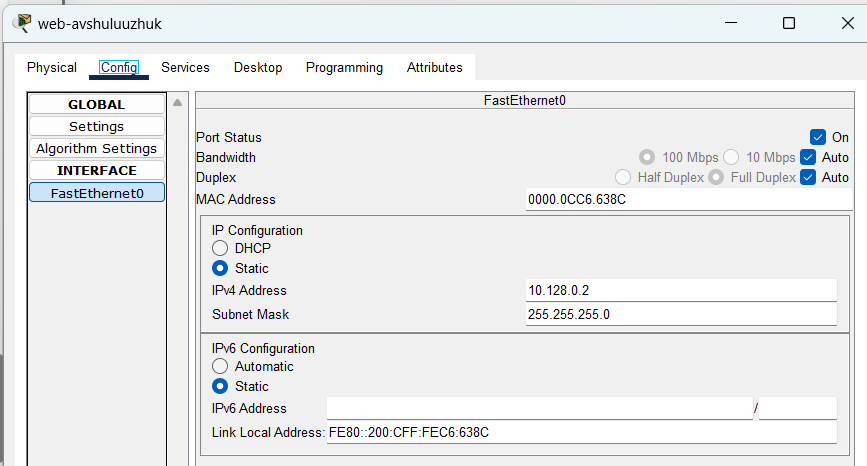 web-avshuluuzhuk
Physical Config Services Desktop Programming Attributes
GLOBAL
Settings
Algorithm Settings
INTERFACE
FastEthernet0
FastEthernet0
Port Status On
Bandwidth 100 Mbps 10 Mbps Auto
Duplex Half Duplex Full Duplex Auto
MAC Address 0000.0CC6.638C
IP Configuration
DHCP
Static
IPv4 Address 10.128.0.2
Subnet Mask 255.255.255.0
IPv6 Configuration
Automatic
Static
IPv6 Address /
Link Local Address: FE80::200:CFF:FEC6:638C